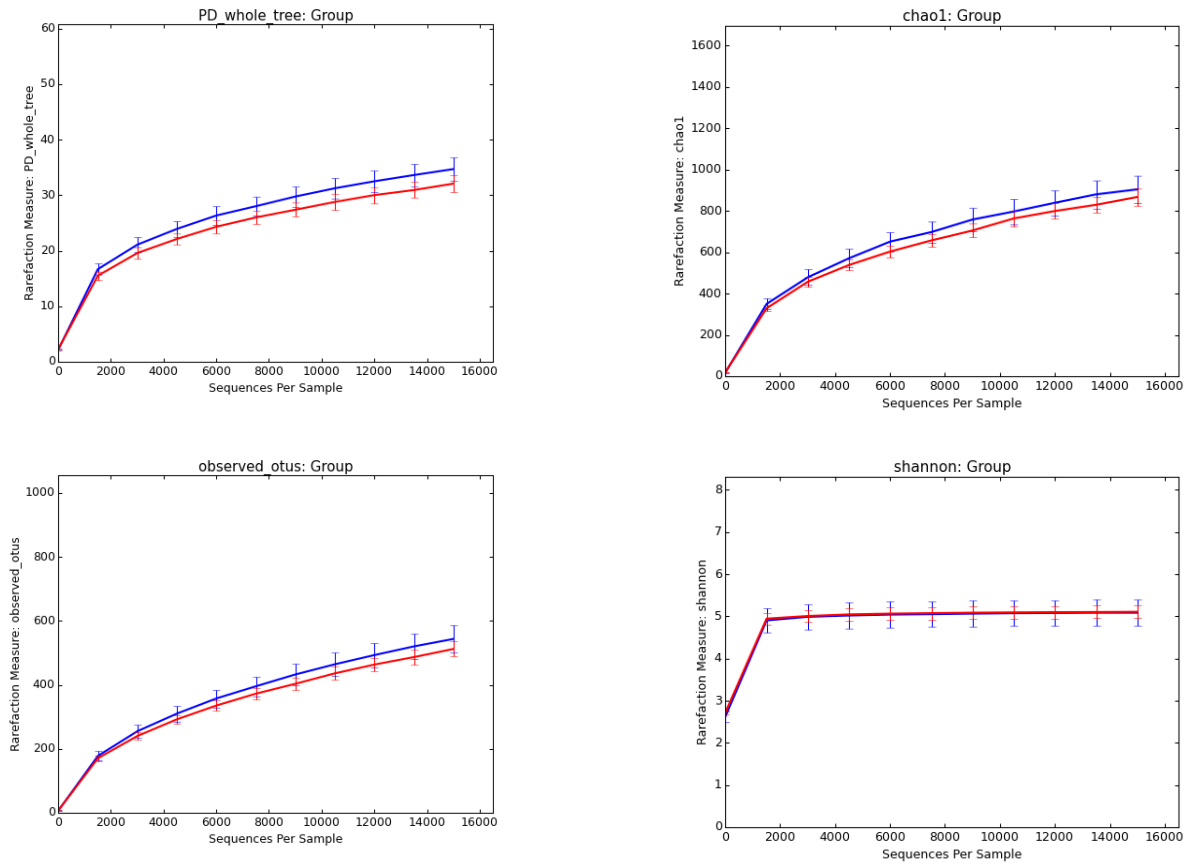 PD_whole_tree: Group
60
50
40
30
20
10
0
Rarefaction Measure: PD_whole_tree
0 2000 4000 6000 8000 10000 12000 14000 16000
Sequences Per Sample
chao1: Group
1600
1400
1200
1000
800
600
400
200
0
Rarefaction Measure: chao1
0 2000 4000 6000 8000 10000 12000 14000 16000
Sequences Per Sample
observed_otus: Group
1000
800
600
400
200
0
Rarefaction Measure: observed_otus
0 2000 4000 6000 8000 10000 12000 14000 16000
Sequences Per Sample
shannon: Group
8
7
6
5
4
3
2
1
0
Rarefaction Measure: shannon
0 2000 4000 6000 8000 10000 12000 14000 16000
Sequences Per Sample